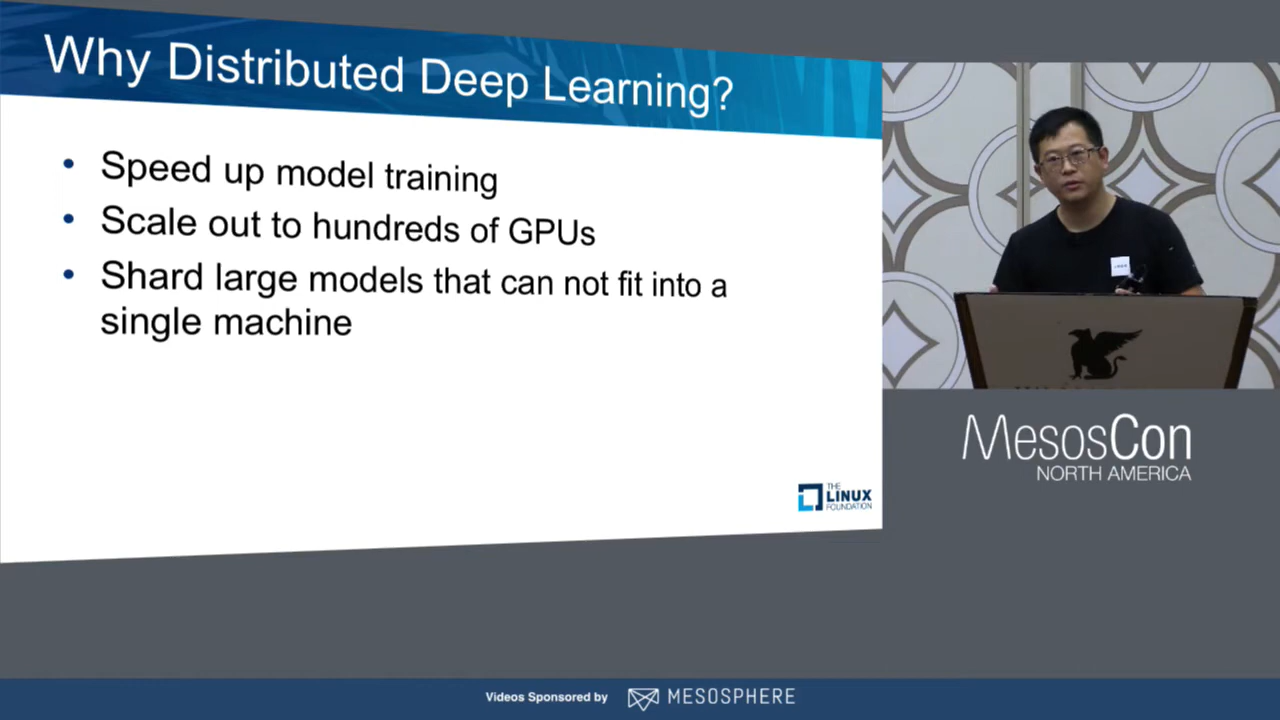 Why Distributed Deep Learning?
• Speed up model training
• Scale out to hundreds of GPUs
• Shard large models that can not fit into a
single machine
THE
LINUX
FOUNDATION
MesosCon
NORTH AMERICA
Videos Sponsored by MESOSPHERE